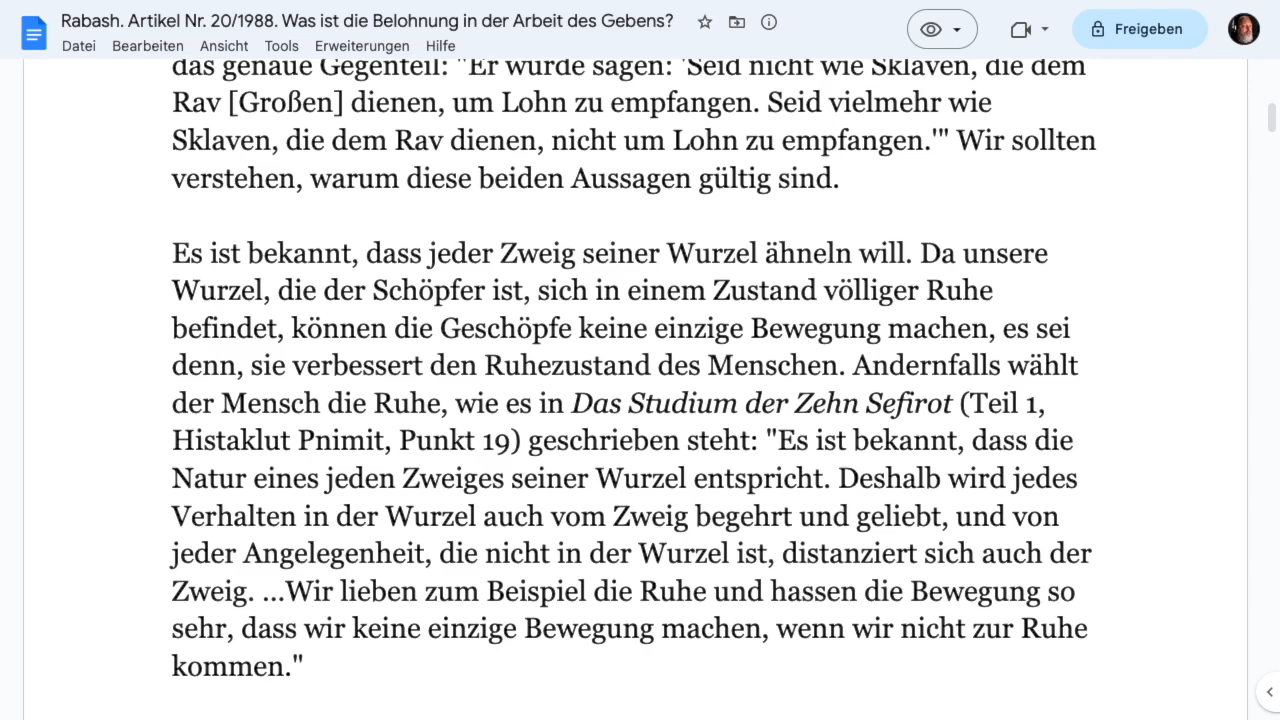 Rabash. Artikel Nr. 20/1988. Was ist die Belohnung in der Arbeit des Gebens?
Datei Bearbeiten Ansicht Tools Erweiterungen Hilfe
Freigeben
das genaue Gegenteil: "Er würde sagen: 'Seid nicht wie Sklaven, die dem
Rav [Großen] dienen, um Lohn zu empfangen. Seid vielmehr wie
Sklaven, die dem Rav dienen, nicht um Lohn zu empfangen.'" Wir sollten
verstehen, warum diese beiden Aussagen gültig sind.
Es ist bekannt, dass jeder Zweig seiner Wurzel ähneln will. Da unsere
Wurzel, die der Schöpfer ist, sich in einem Zustand völliger Ruhe
befindet, können die Geschöpfe keine einzige Bewegung machen, es sei
denn, sie verbessert den Ruhezustand des Menschen. Andernfalls wählt
der Mensch die Ruhe, wie es in Das Studium der Zehn Sefirot (Teil 1,
Histaklut Pnimit, Punkt 19) geschrieben steht: "Es ist bekannt, dass die
Natur eines jeden Zweiges seiner Wurzel entspricht. Deshalb wird jedes
Verhalten in der Wurzel auch vom Zweig begehrt und geliebt, und von
jeder Angelegenheit, die nicht in der Wurzel ist, distanziert sich auch der
Zweig. ...Wir lieben zum Beispiel die Ruhe und hassen die Bewegung so
sehr, dass wir keine einzige Bewegung machen, wenn wir nicht zur Ruhe
kommen."